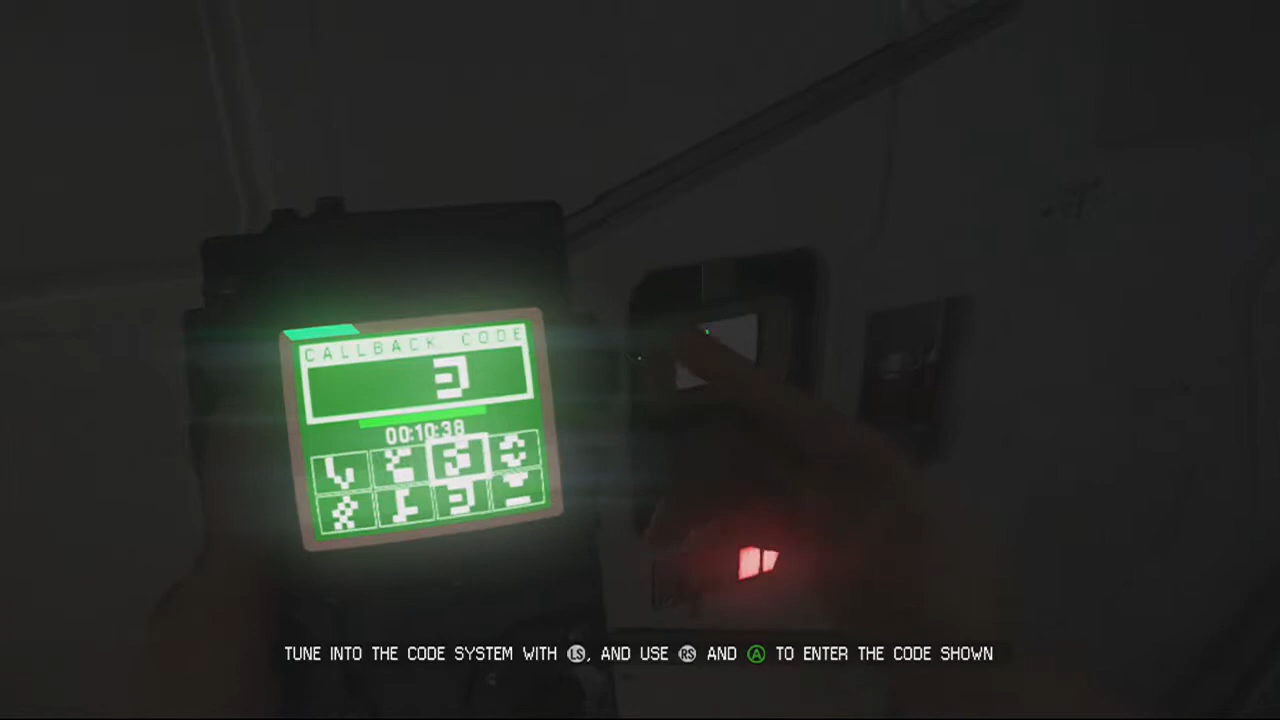 CALLBACK CODE
00:10:38
TUNE INTO THE CODE SYSTEM WITH LS, AND USE RS AND A TO ENTER THE CODE SHOWN